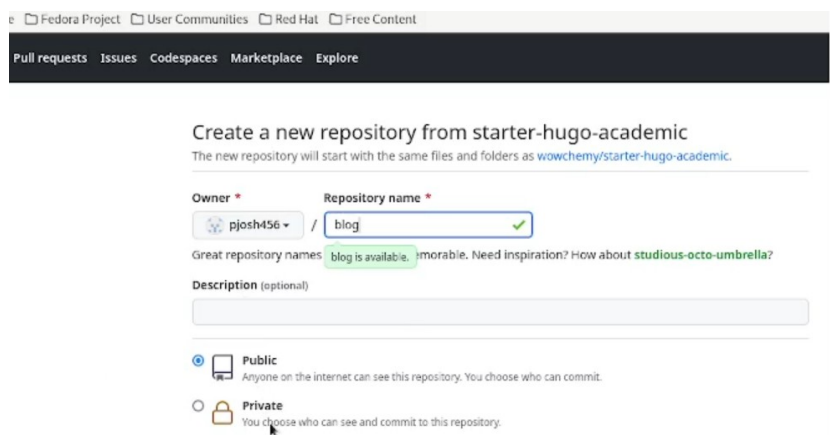 e Fedora Project User Communities Red Hat Free Content
Pull requests Issues Codespaces Marketplace Explore
Create a new repository from starter-hugo-academic
The new repository will start with the same files and folders as wowchemy/starter-hugo-academic.
Owner * Repository name *
pjosh456 / blog
Great repository names emorable. Need inspiration? How about studious-octo-umbrella?
blog is available.
Description (optional)
Public
Anyone on the internet can see this repository. You choose who can commit.
Private
You choose who can see and commit to this repository.